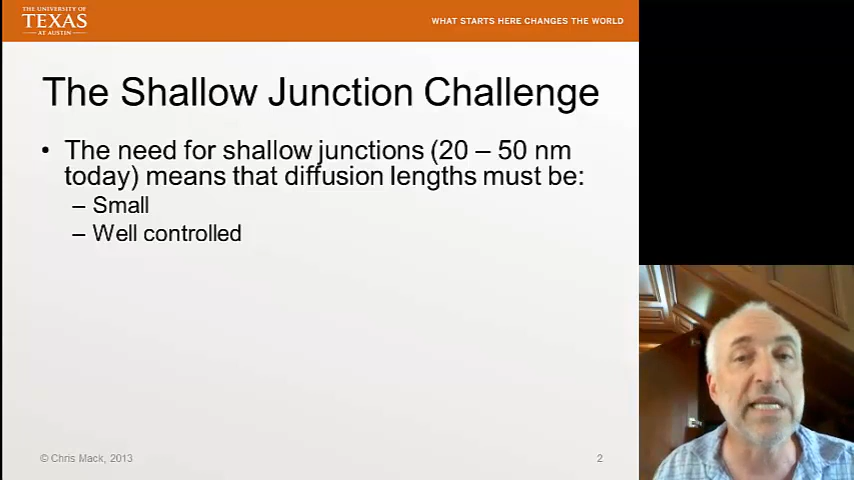 THE UNIVERSITY OF
TEXAS
AT AUSTIN
WHAT STARTS HERE CHANGES THE WORLD
The Shallow Junction Challenge
• The need for shallow junctions (20 – 50 nm
today) means that diffusion lengths must be:
– Small
– Well controlled
© Chris Mack, 2013
2